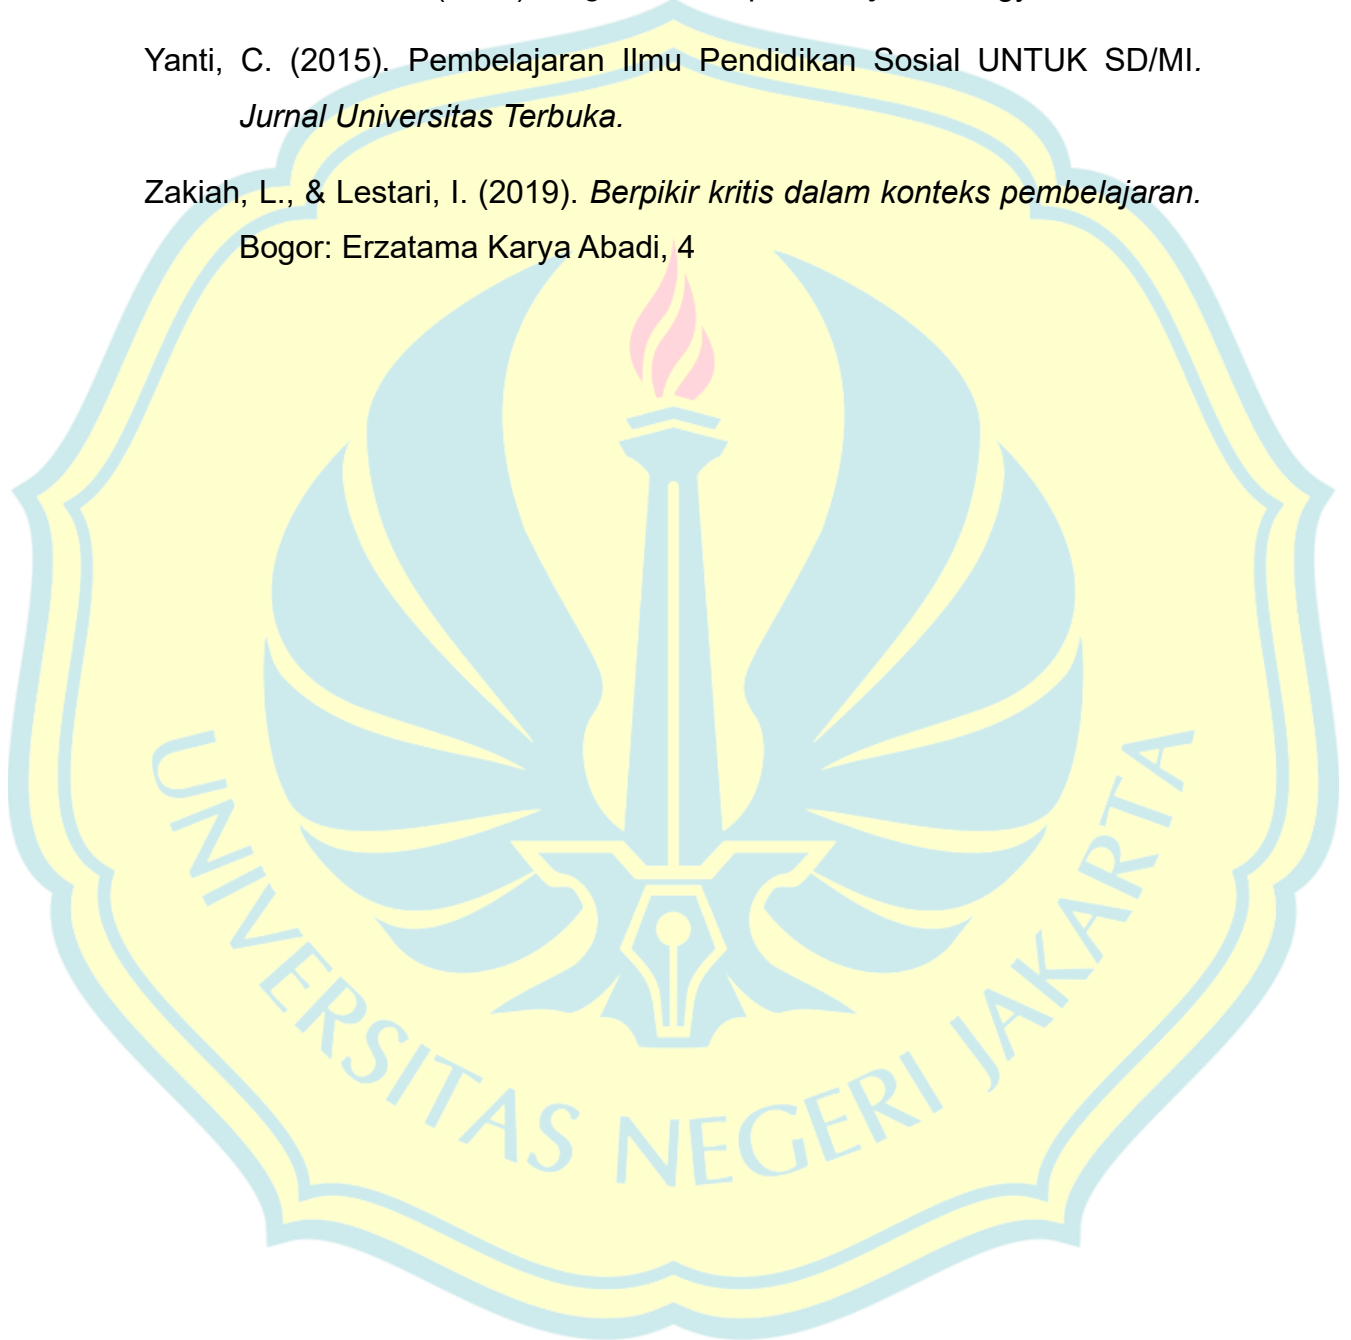 Yanti, C. (2015). Pembelajaran Ilmu Pendidikan Sosial UNTUK SD/MI.
Jurnal Universitas Terbuka.
Zakiah, L., & Lestari, I. (2019). Berpikir kritis dalam konteks pembelajaran.
Bogor: Erzatama Karya Abadi, 4
UNIVERSITAS NEGERI JAKARTA